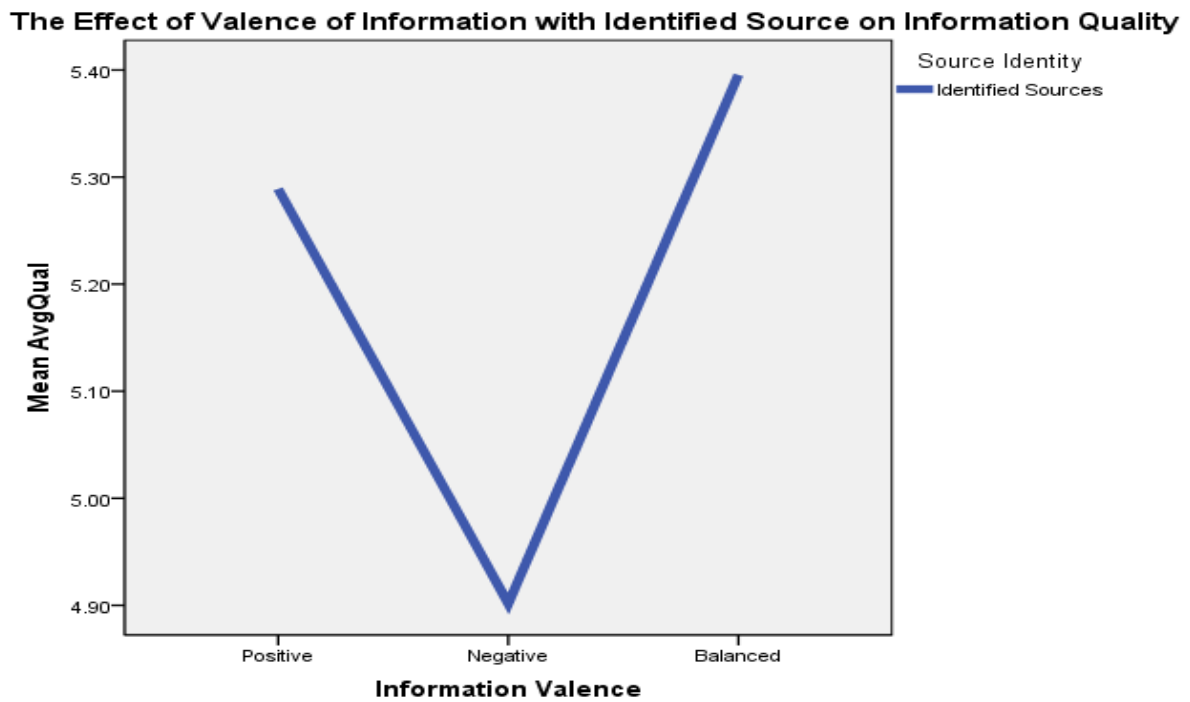 The Effect of Valence of Information with Identified Source on Information Quality
Source Identity
Identified Sources
5.40
5.30
5.20
5.10
5.00
4.90
Mean AvgQual
Positive
Negative
Balanced
Information Valence